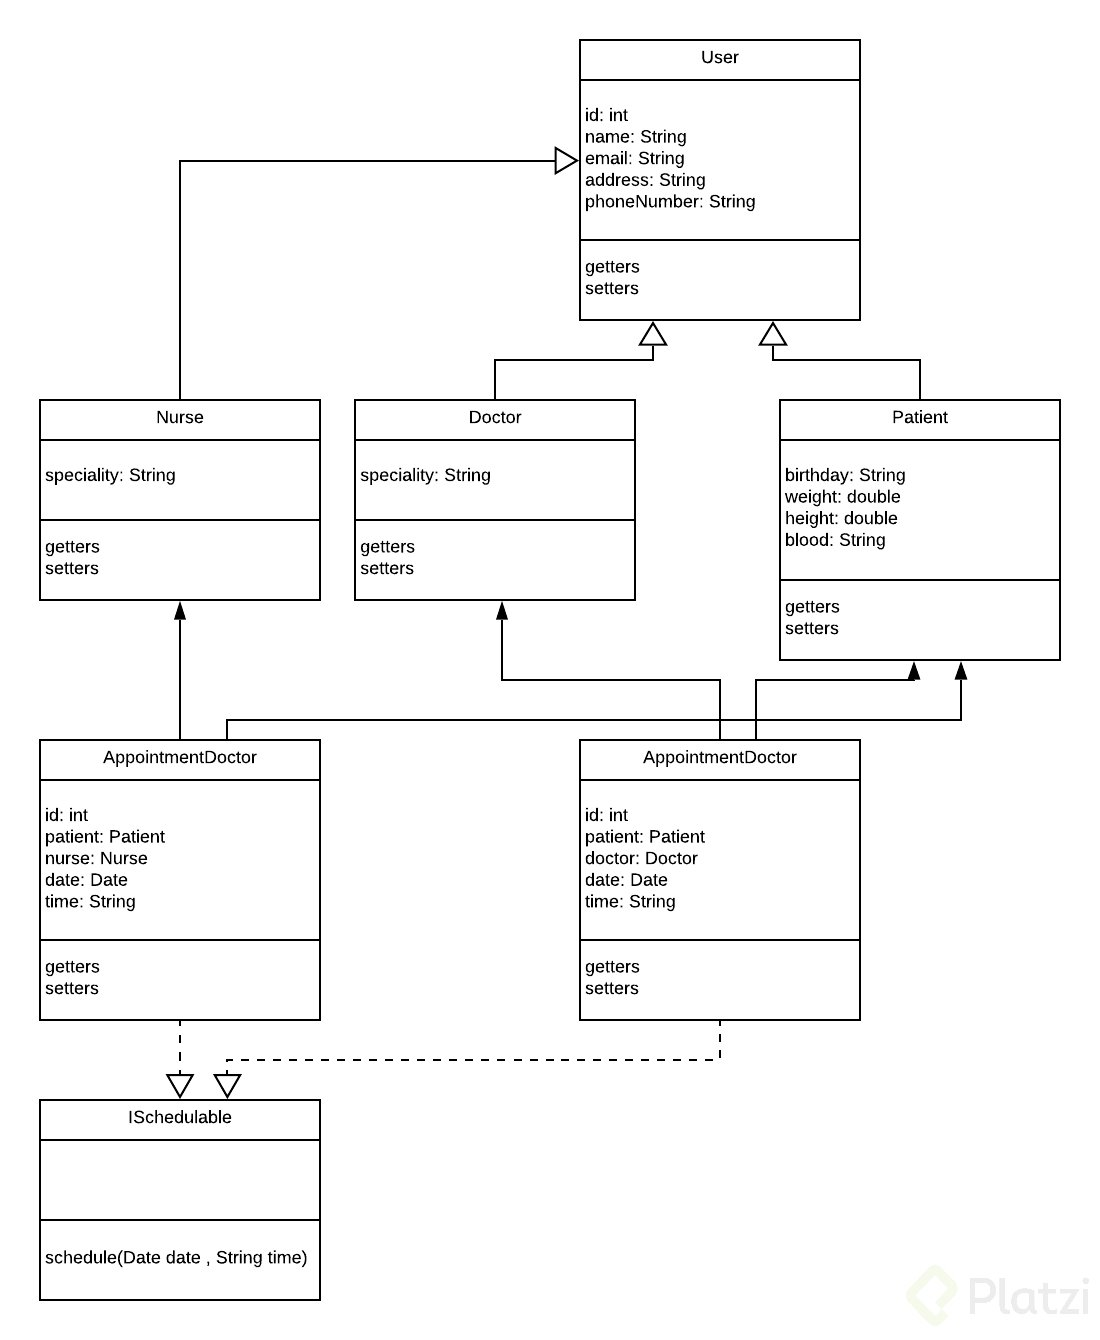 User
id: int
name: String
email: String
address: String
phoneNumber: String
getters
setters
Nurse
speciality: String
getters
setters
Doctor
speciality: String
getters
setters
Patient
birthday: String
weight: double
height: double
blood: String
getters
setters
AppointmentDoctor
id: int
patient: Patient
nurse: Nurse
date: Date
time: String
getters
setters
AppointmentDoctor
id: int
patient: Patient
doctor: Doctor
date: Date
time: String
getters
setters
ISchedulable
schedule(Date date , String time)
Platzi